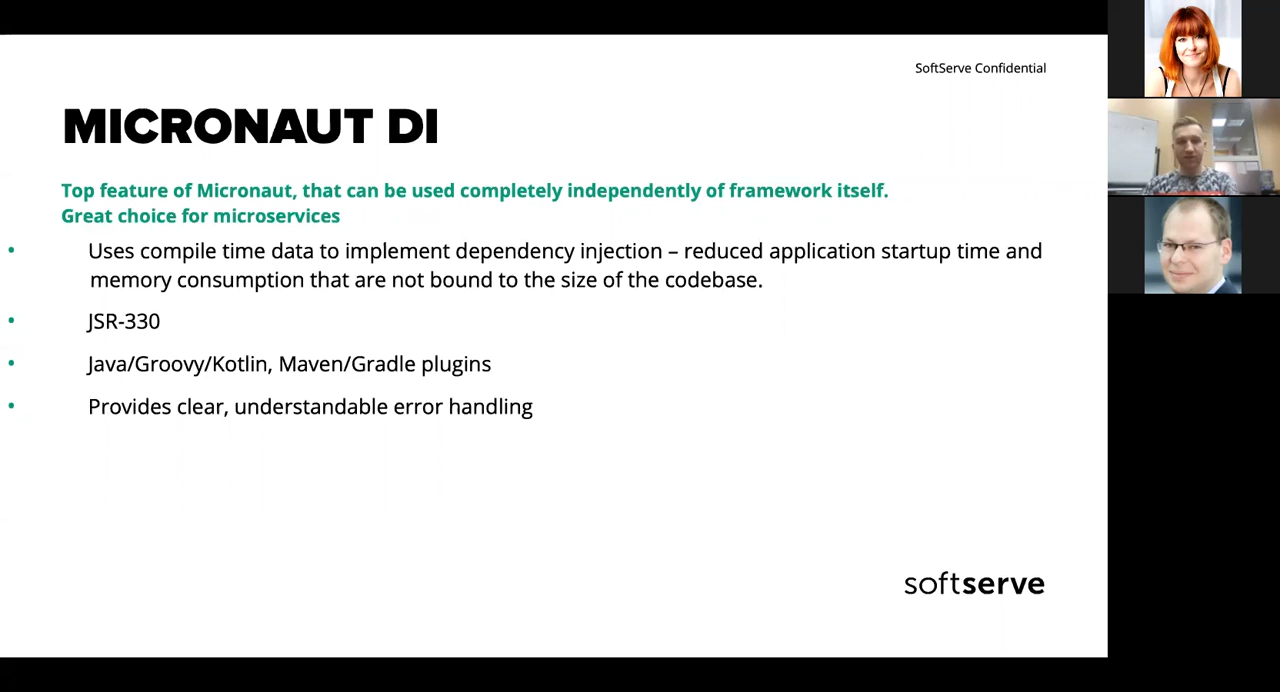 SoftServe Confidential
MICRONAUT DI
Top feature of Micronaut, that can be used completely independently of framework itself.
Great choice for microservices
• Uses compile time data to implement dependency injection – reduced application startup time and
memory consumption that are not bound to the size of the codebase.
• JSR-330
• Java/Groovy/Kotlin, Maven/Gradle plugins
• Provides clear, understandable error handling
softserve